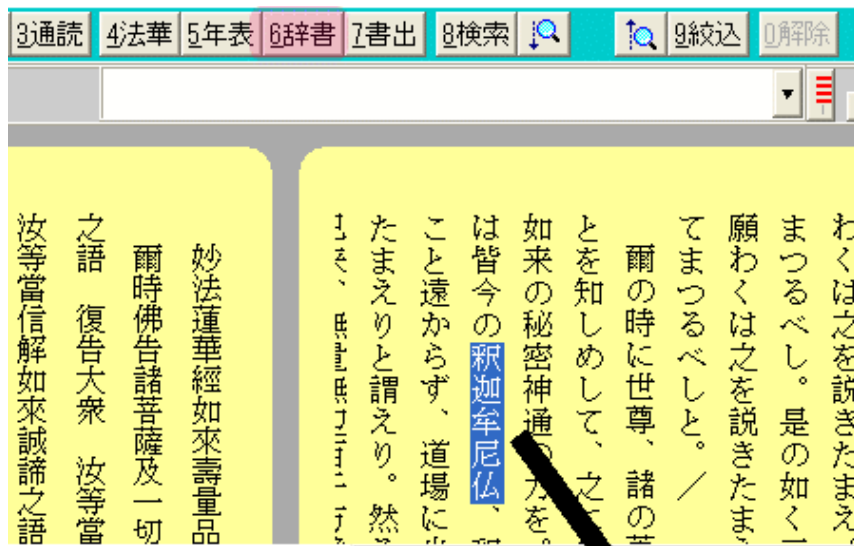 3通読 4法華 5年表 6辞書 7書出 8検索 9絞込 0解除
わくは之を説きたまえ
まつるべし。是の如く
願わくは之を説きたま
てまつるべしと。／
爾の時に世尊、諸の
とを知しめして、之
如来の秘密神通の力を
は皆今の釈迦牟尼仏、
こと遠からず、道場に
たまえりと謂えり。然
妙法蓮華經如來壽量品
爾時佛告諸菩薩及一切
之語 復告大衆 汝等當
汝等當信解如來誠諦之語